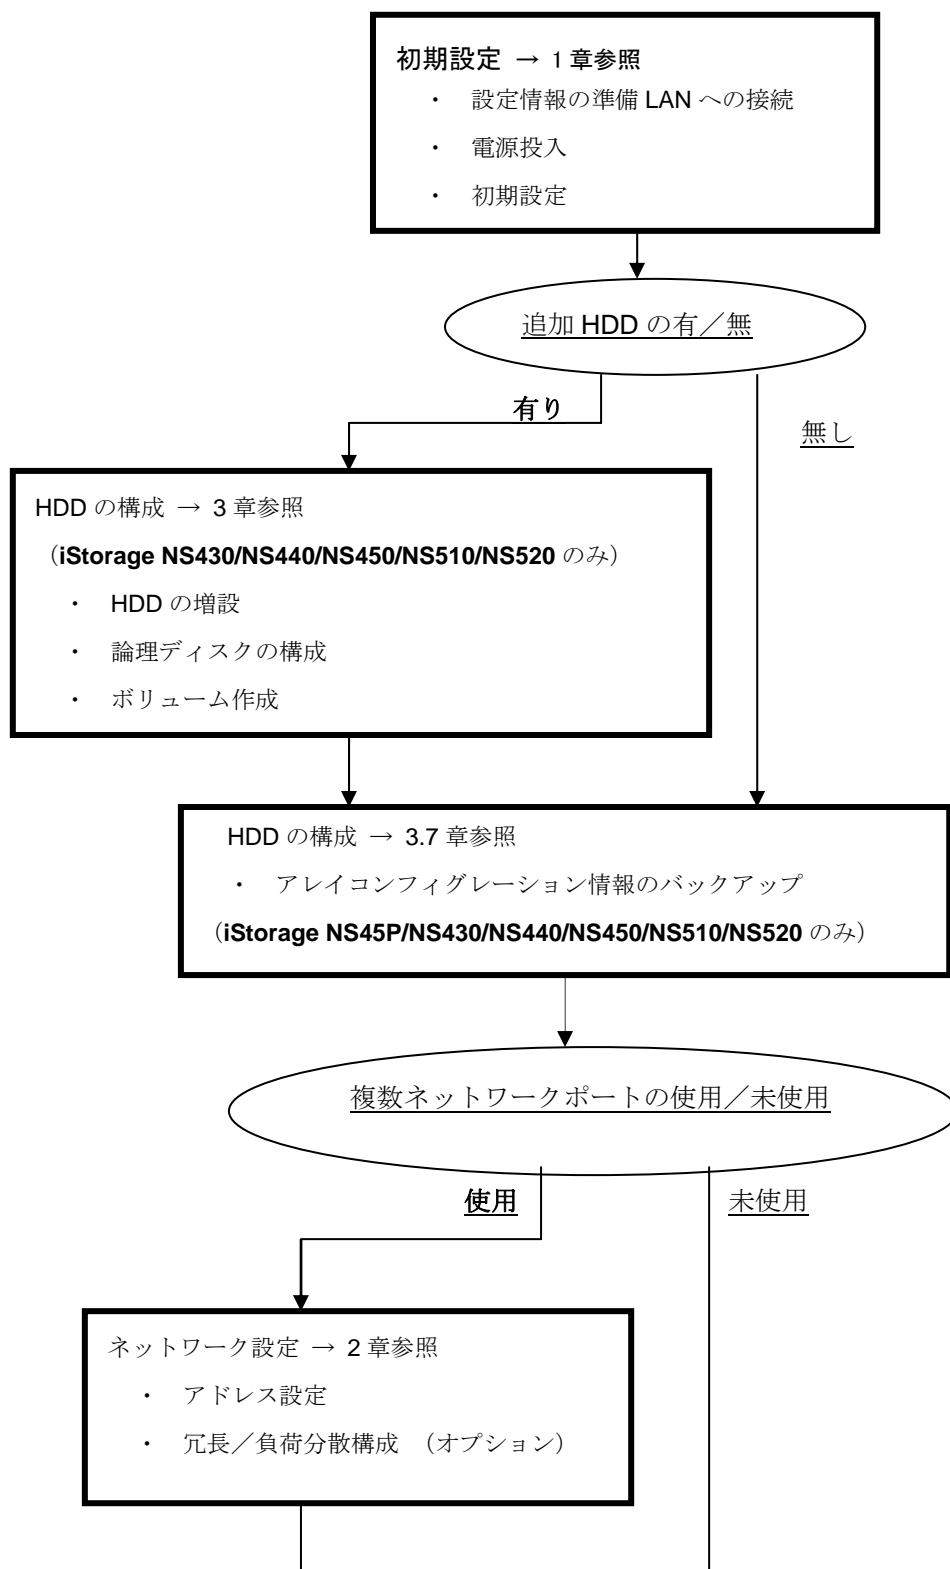 初期設定 → 1 章参照
・ 設定情報の準備 LAN への接続
・ 電源投入
・ 初期設定
追加 HDD の有／無
有り
無し
HDD の構成 → 3 章参照
（iStorage NS430/NS440/NS450/NS510/NS520 のみ）
・ HDD の増設
・ 論理ディスクの構成
・ ボリューム作成
HDD の構成 → 3.7 章参照
・ アレイコンフィグレーション情報のバックアップ
（iStorage NS45P/NS430/NS440/NS450/NS510/NS520 のみ）
複数ネットワークポートの使用／未使用
使用
未使用
ネットワーク設定 → 2 章参照
・ アドレス設定
・ 冗長／負荷分散構成 （オプション）